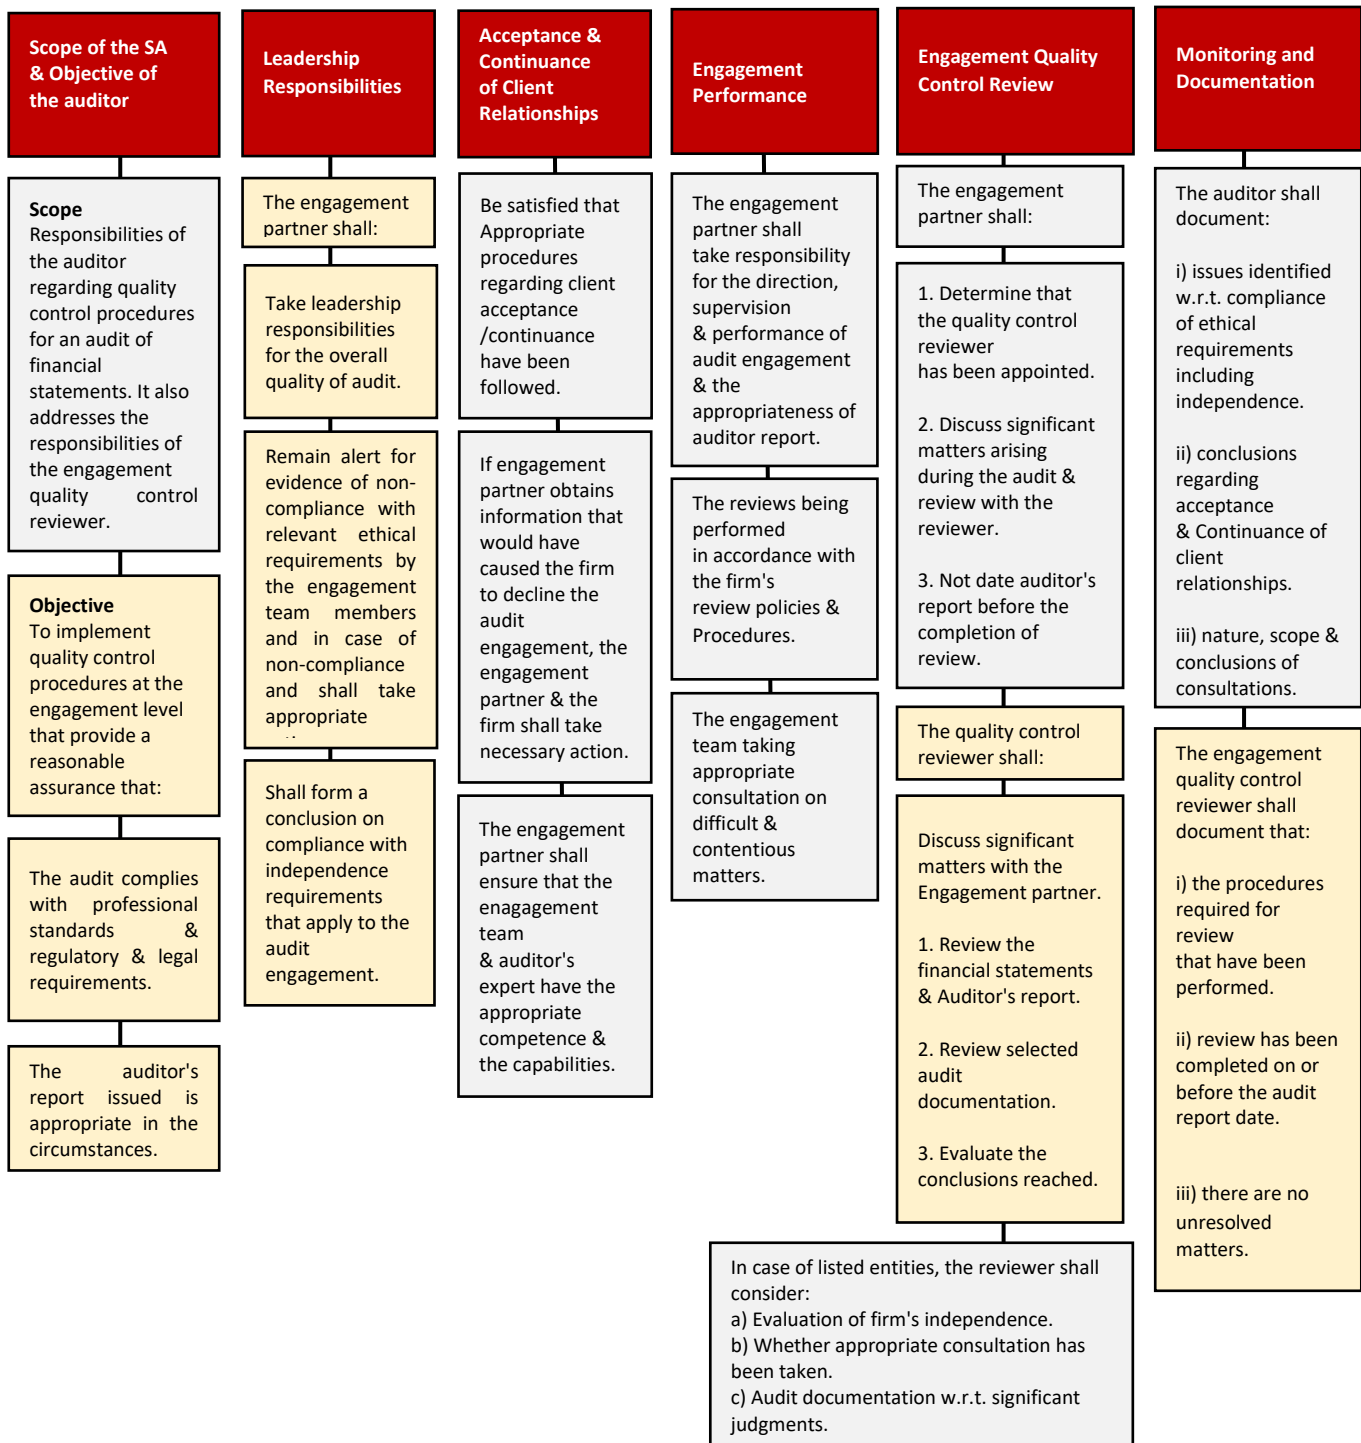 Scope of the SA
& Objective of
the auditor
Scope
Responsibilities of
the auditor
regarding quality
control procedures
for an audit of
financial
statements. It also
addresses the
responsibilities of
the engagement
quality control
reviewer.
Objective
To implement
quality control
procedures at the
engagement level
that provide a
reasonable
assurance that:
The audit complies
with professional
standards &
regulatory & legal
requirements.
The auditor's
report issued is
appropriate in the
circumstances.
Leadership
Responsibilities
The engagement
partner shall:
Take leadership
responsibilities
for the overall
quality of audit.
Remain alert for
evidence of non-
compliance with
relevant ethical
requirements by
the engagement
team members
and in case of
non-compliance
and shall take
appropriate
Shall form a
conclusion on
compliance with
independence
requirements
that apply to the
audit
engagement.
Acceptance &
Continuance
of Client
Relationships
Be satisfied that
Appropriate
procedures
regarding client
acceptance
/continuance
have been
followed.
If engagement
partner obtains
information that
would have
caused the firm
to decline the
audit
engagement, the
engagement
partner & the
firm shall take
necessary action.
The engagement
partner shall
ensure that the
enagagement
team
& auditor's
expert have the
appropriate
competence &
the capabilities.
Engagement
Performance
The engagement
partner shall
take responsibility
for the direction,
supervision
& performance of
audit engagement
& the
appropriateness of
auditor report.
The reviews being
performed
in accordance with
the firm's
review policies &
Procedures.
The engagement
team taking
appropriate
consultation on
difficult &
contentious
matters.
Engagement Quality
Control Review
The engagement
partner shall:
1. Determine that
the quality control
reviewer
has been appointed.
2. Discuss significant
matters arising
during the audit &
review with the
reviewer.
3. Not date auditor's
report before the
completion of
review.
The quality control
reviewer shall:
Discuss significant
matters with the
Engagement partner.
1. Review the
financial statements
& Auditor's report.
2. Review selected
audit
documentation.
3. Evaluate the
conclusions reached.
In case of listed entities, the reviewer shall
consider:
a) Evaluation of firm's independence.
b) Whether appropriate consultation has
been taken.
c) Audit documentation w.r.t. significant
judgments.
Monitoring and
Documentation
The auditor shall
document:
i) issues identified
w.r.t. compliance
of ethical
requirements
including
independence.
ii) conclusions
regarding
acceptance
& Continuance of
client
relationships.
iii) nature, scope &
conclusions of
consultations.
The engagement
quality control
reviewer shall
document that:
i) the procedures
required for
review
that have been
performed.
ii) review has been
completed on or
before the audit
report date.
iii) there are no
unresolved
matters.